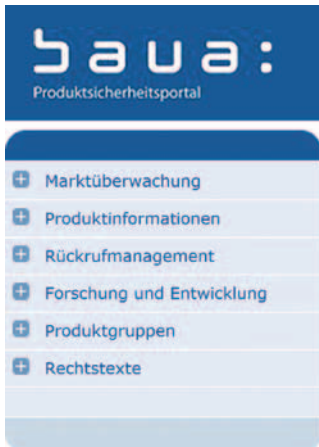 baua:
Produktsicherheitsportal
Marktüberwachung
Produktinformationen
Rückrufmanagement
Forschung und Entwicklung
Produktgruppen
Rechtstexte